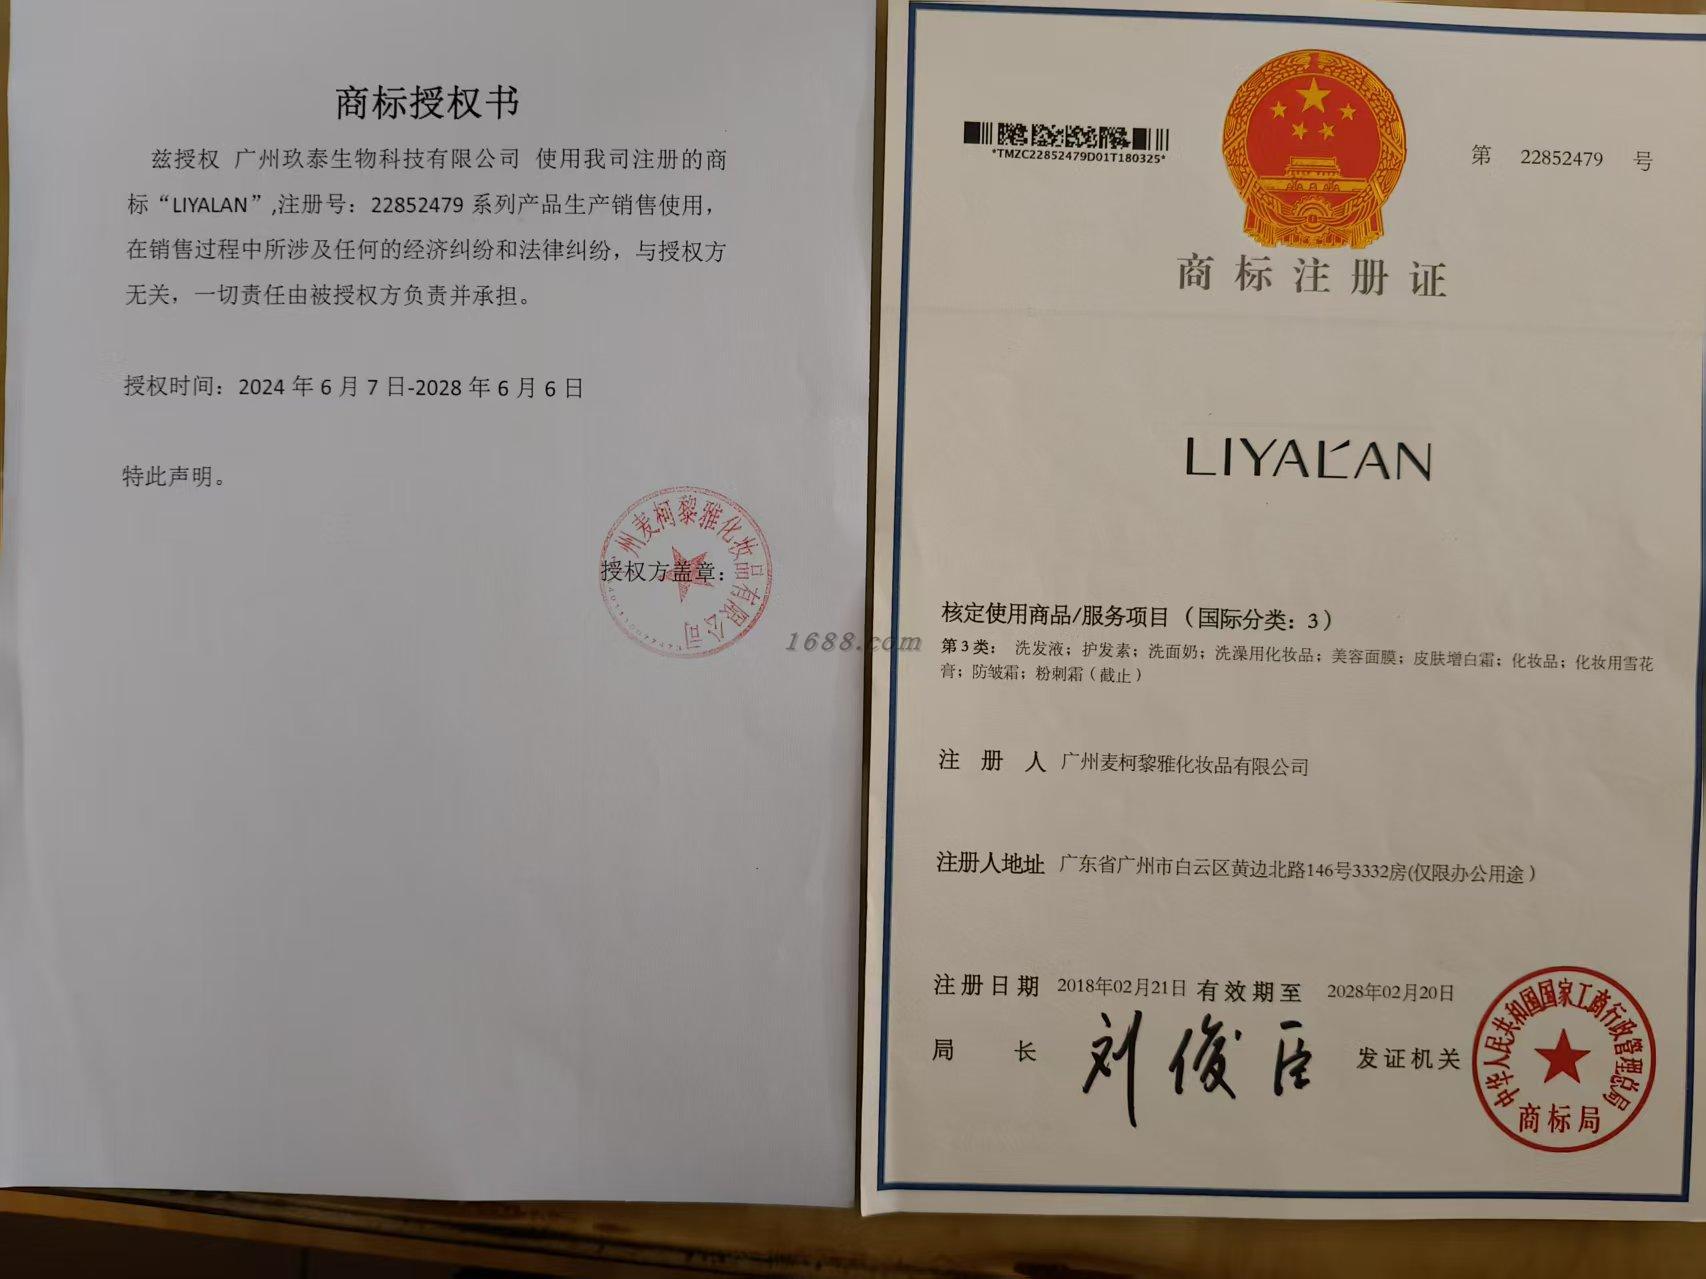 商标授权书
兹授权 广州玖泰生物科技有限公司 使用我司注册的商
标“LIYALAN”,注册号：22852479 系列产品生产销售使用，
在销售过程中所涉及任何的经济纠纷和法律纠纷，与授权方
无关，一切责任由被授权方负责并承担。
授权时间：2024 年 6 月 7 日-2028 年 6 月 6 日
特此声明。
州麦柯黎雅化妆品有限公司
授权方盖章：
1688.com
*TMZC22852479D01T180325*
第 22852479 号
商标注册证
LIYALAN
核定使用商品/服务项目（国际分类：3）
第 3 类： 洗发液；护发素；洗面奶；洗澡用化妆品；美容面膜；皮肤增白霜；化妆品；化妆用雪花
膏；防皱霜；粉刺霜（截止）
注 册 人 广州麦柯黎雅化妆品有限公司
注册人地址 广东省广州市白云区黄边北路146号3332房(仅限办公用途）
注册日期 2018年02月21日 有效期至 2028年02月20日
局 长 刘俊臣 发证机关
中华人民共和国国家工商行政管理总局
商标局